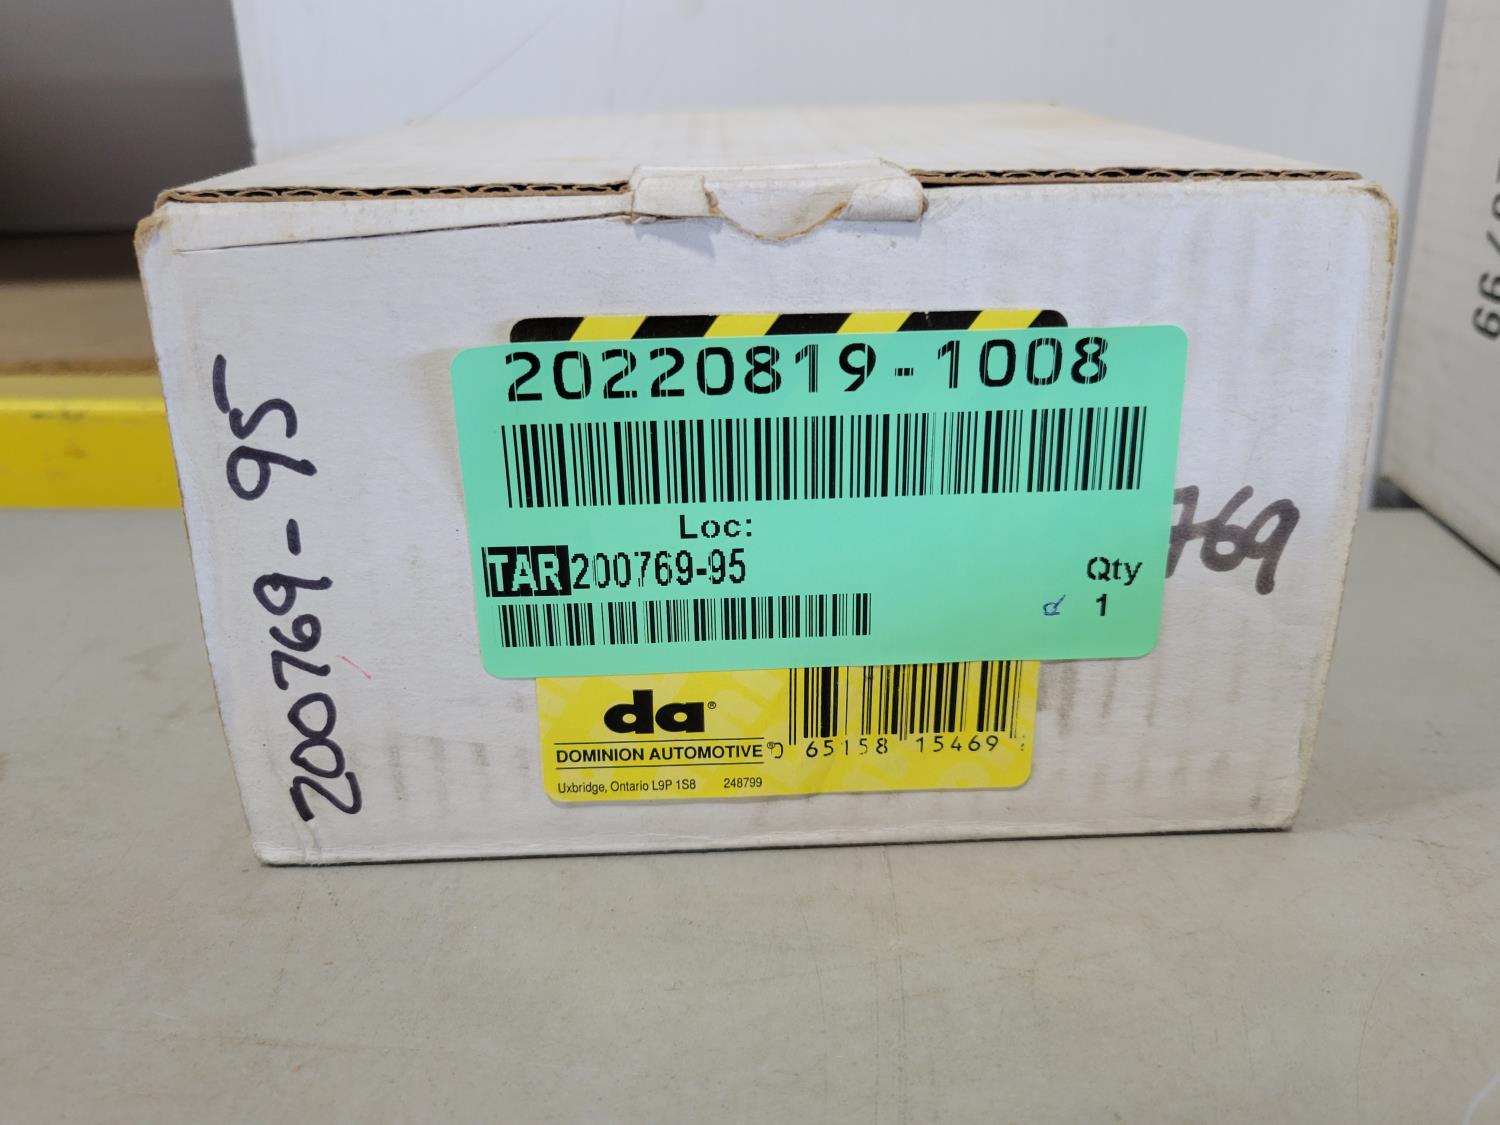 20220819-1008
Loc:
TAR 200769-95
Qty
1
200769-95
769
da®
DOMINION AUTOMOTIVE®
Uxbridge, Ontario L9P 1S8 248799
0 65158 15469